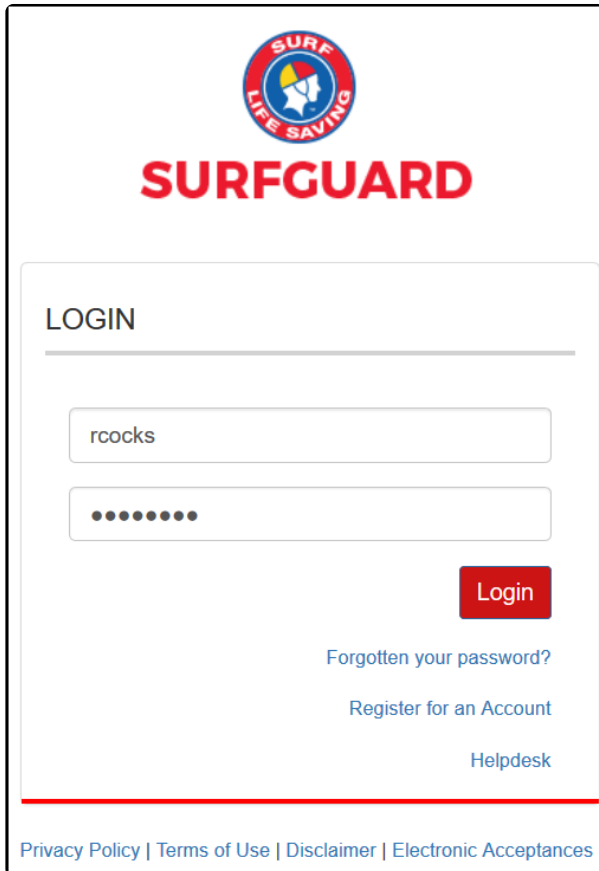 SURF
LIFE SAVING
SURFGUARD
LOGIN
rcocks
●●●●●●●●
Login
Forgotten your password?
Register for an Account
Helpdesk
Privacy Policy | Terms of Use | Disclaimer | Electronic Acceptances